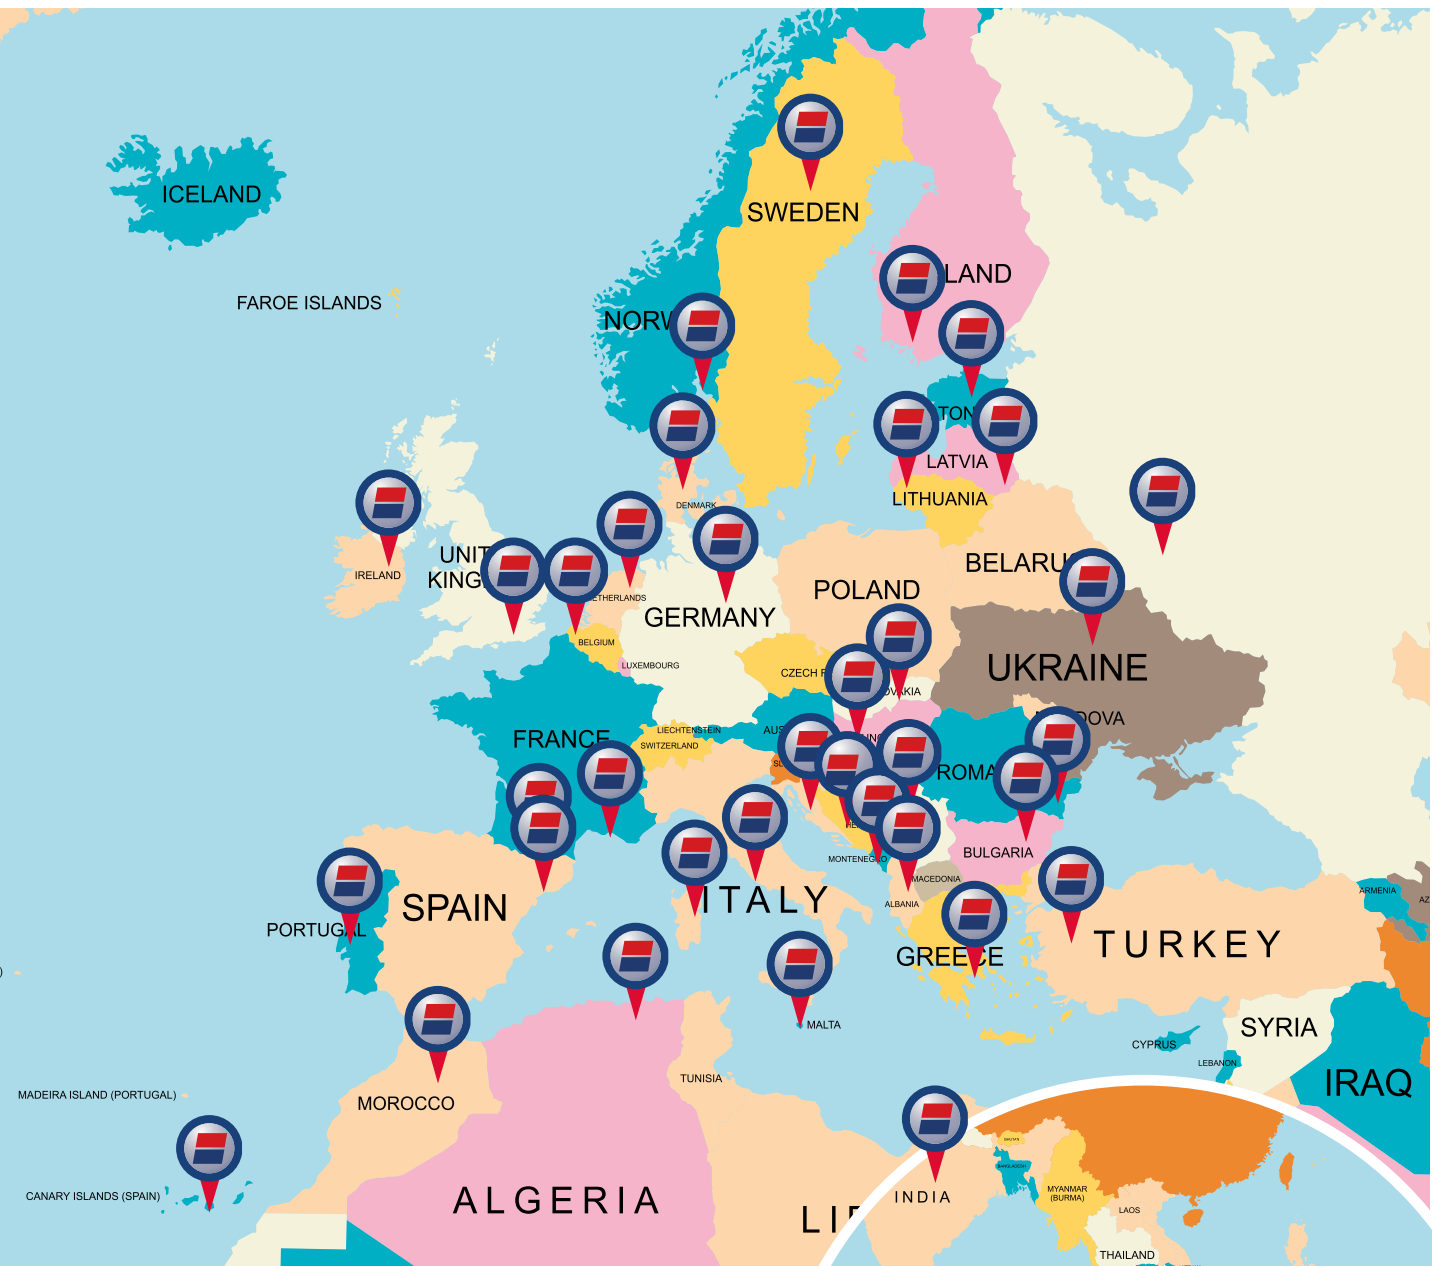 ICELAND
SWEDEN
FAROE ISLANDS
LAND
NORW
TON
LATVIA
LITHUANIA
DENMARK
UNIT
KING
IRELAND
BELARU
POLAND
ETHERLANDS
GERMANY
BELGIUM
LUXEMBOURG
CZECH
UKRAINE
OVAKIA
DOVA
FRANCE
LIECHTENSTEIN
SWITZERLAND
AUS
ROMA
MONTENEGRO
BULGARIA
MACEDONIA
ALBANIA
ARMENIA
AZ
PORTUGAL
SPAIN
ITALY
GREECE
TURKEY
)
MALTA
SYRIA
CYPRUS
LEBANON
IRAQ
TUNISIA
MADEIRA ISLAND (PORTUGAL)
MOROCCO
CANARY ISLANDS (SPAIN)
ALGERIA
LI
INDIA
BHUTAN
BANGLADESH
MYANMAR
(BURMA)
LAOS
THAILAND